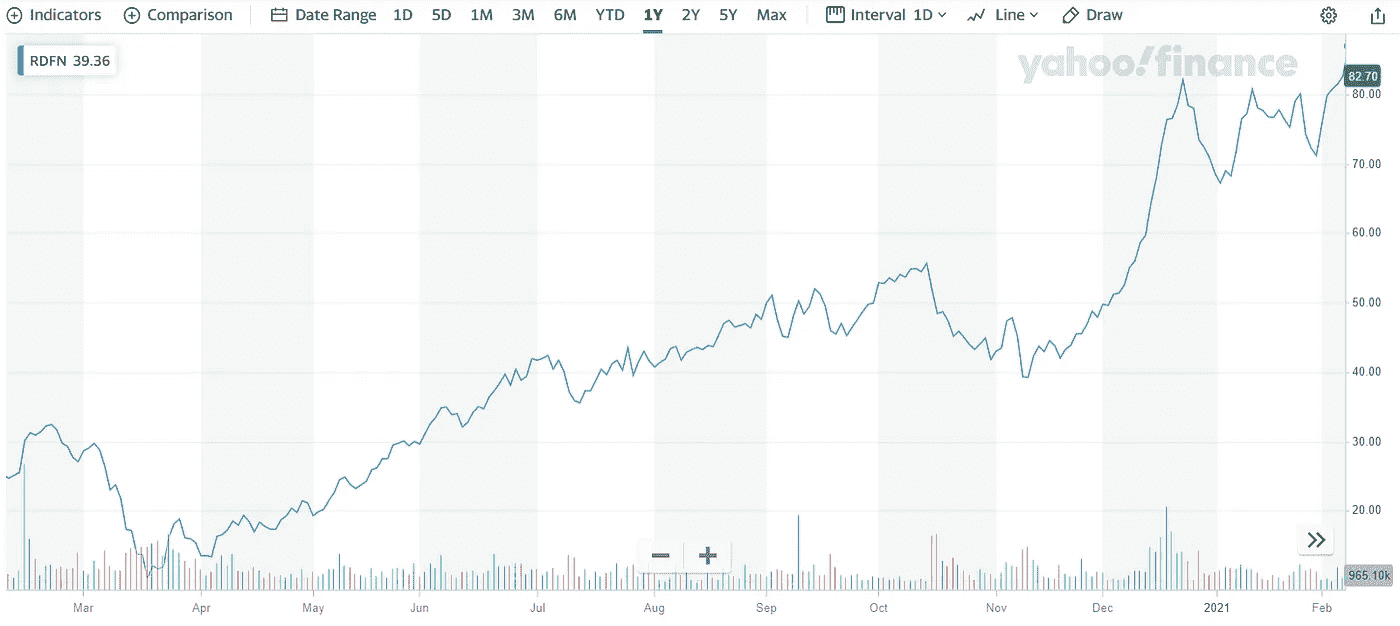 Indicators Comparison Date Range 1D 5D 1M 3M 6M YTD 1Y 2Y 5Y Max Interval 1D Line Draw
RDFN 39.36
yahoo!finance
82.70
80.00
70.00
60.00
50.00
40.00
30.00
20.00
965.10k
Mar Apr May Jun Jul Aug Sep Oct Nov Dec 2021 Feb